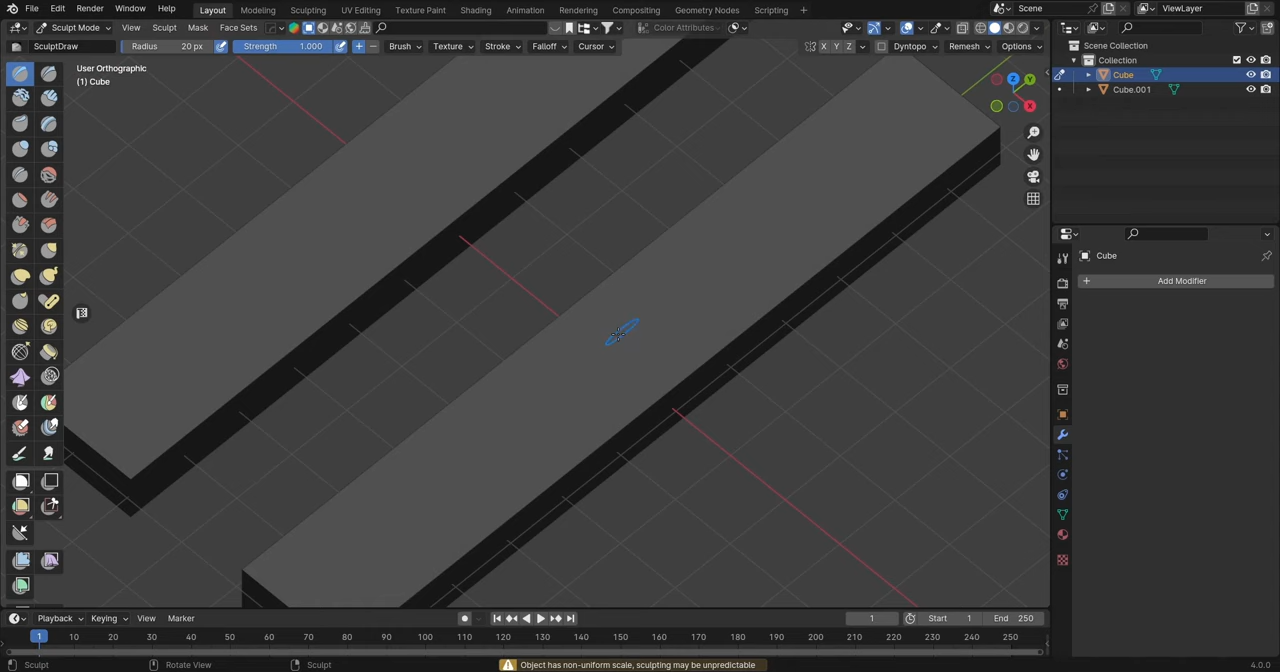 File Edit Render Window Help Layout Modeling Sculpting UV Editing Texture Paint Shading Animation Rendering Compositing Geometry Nodes Scripting Scene ViewLayer
Sculpt Mode View Sculpt Mask Face Sets Color Attributes
SculptDraw Radius 20 px Strength 1.000 Brush Texture Stroke Falloff Cursor X Y Z Dyntopo Remesh Options
User Orthographic
(1) Cube
Z Y
X
Scene Collection
Collection
Cube
Cube.001
Cube
Add Modifier
Playback Keying View Marker 1 Start 1 End 250
1 10 20 30 40 50 60 70 80 90 100 110 120 130 140 150 160 170 180 190 200 210 220 230 240 250
Sculpt Rotate View Sculpt Object has non-uniform scale, sculpting may be unpredictable 4.0.0